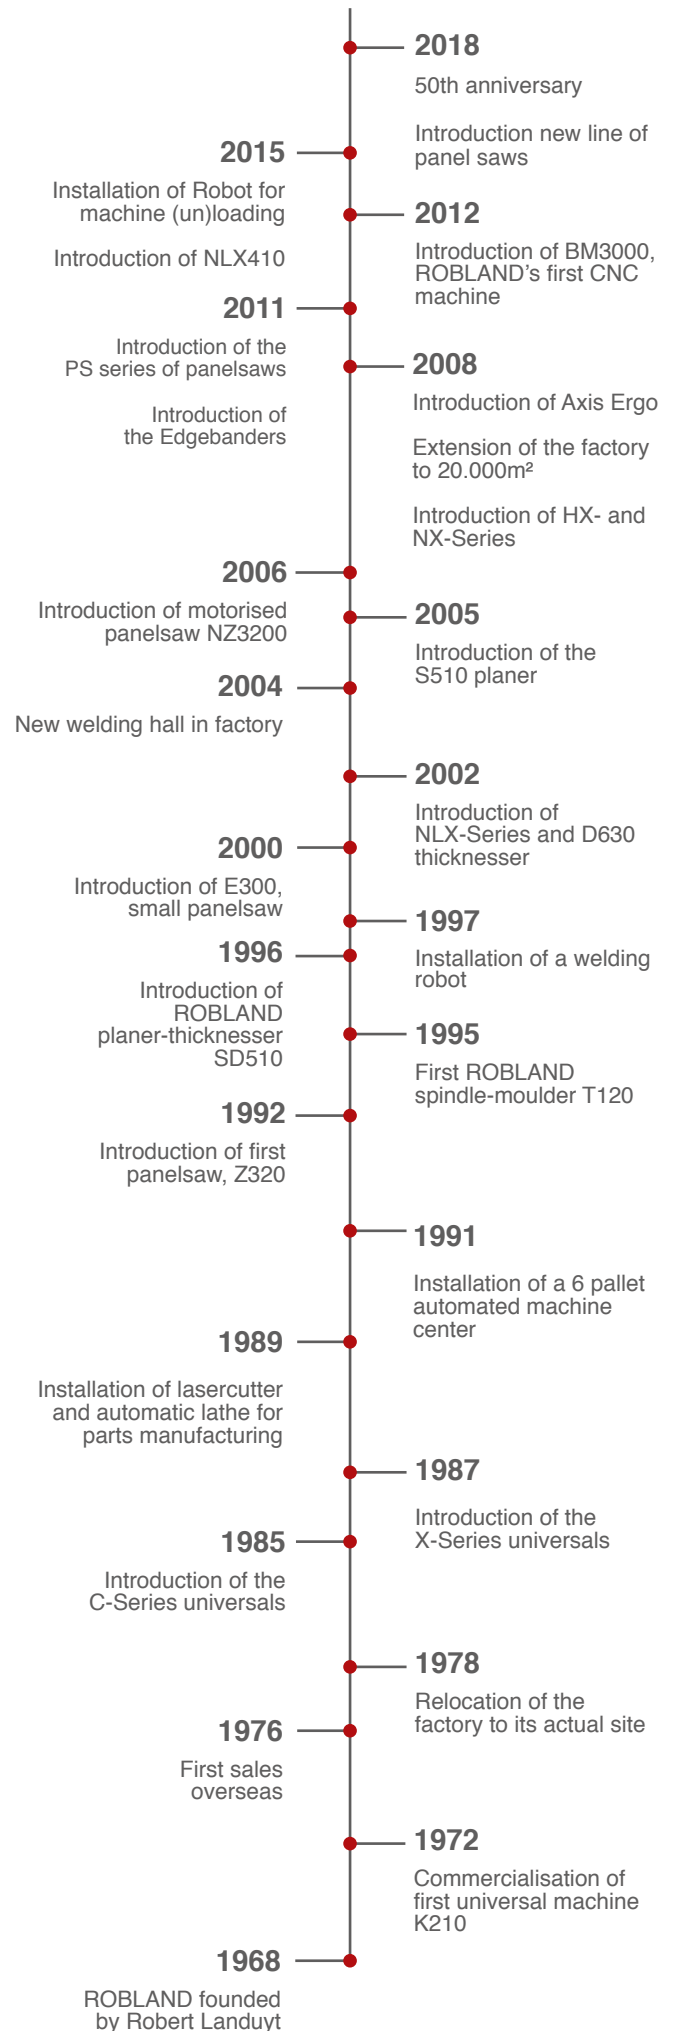 2018
50th anniversary
Introduction new line of
panel saws
2015
Installation of Robot for
machine (un)loading
Introduction of NLX410
2012
Introduction of BM3000,
ROBLAND's first CNC
machine
2011
Introduction of the
PS series of panelsaws
Introduction of
the Edgebanders
2008
Introduction of Axis Ergo
Extension of the factory
to 20.000m²
Introduction of HX- and
NX-Series
2006
Introduction of motorised
panelsaw NZ3200
2005
Introduction of the
S510 planer
2004
New welding hall in factory
2002
Introduction of
NLX-Series and D630
thicknesser
2000
Introduction of E300,
small panelsaw
1997
Installation of a welding
robot
1996
Introduction of
ROBLAND
planer-thicknesser
SD510
1995
First ROBLAND
spindle-moulder T120
1992
Introduction of first
panelsaw, Z320
1991
Installation of a 6 pallet
automated machine
center
1989
Installation of lasercutter
and automatic lathe for
parts manufacturing
1987
Introduction of the
X-Series universals
1985
Introduction of the
C-Series universals
1978
Relocation of the
factory to its actual site
1976
First sales
overseas
1972
Commercialisation of
first universal machine
K210
1968
ROBLAND founded
by Robert Landuyt